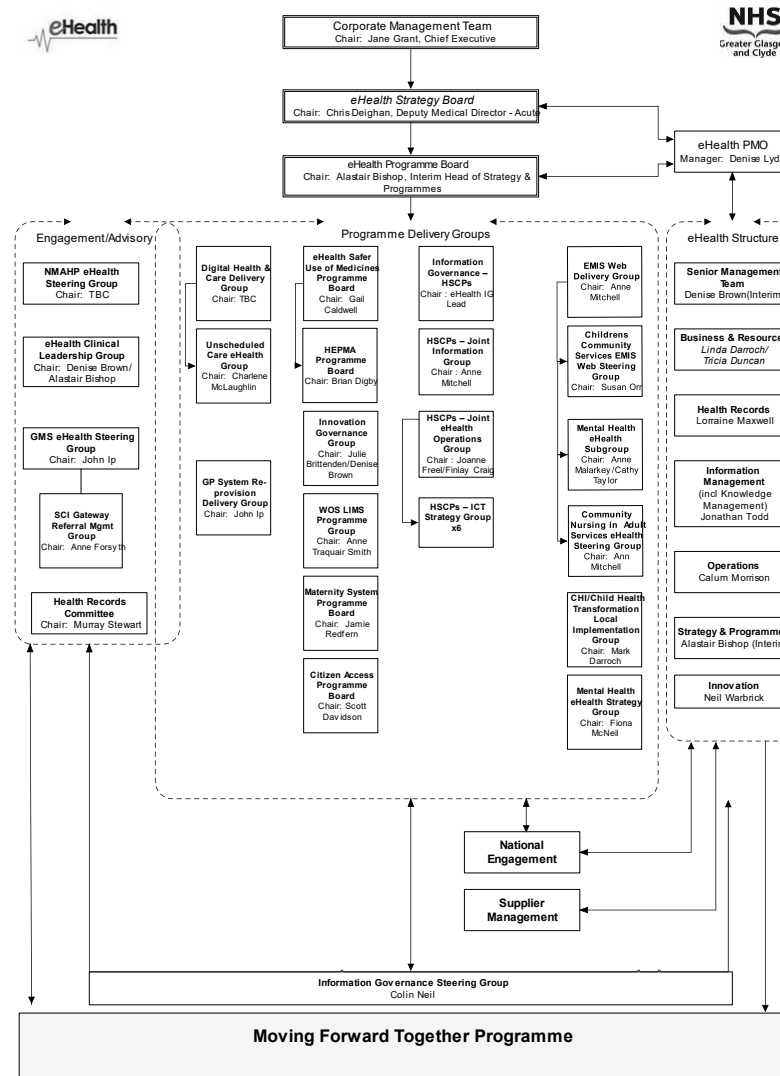 eHealth
NHS
Greater Glasgow
and Clyde
Corporate Management Team
Chair: Jane Grant, Chief Executive
eHealth Strategy Board
Chair: Chris Deighan, Deputy Medical Director - Acute
eHealth PMO
Manager: Denise Lyd
eHealth Programme Board
Chair: Alastair Bishop, Interim Head of Strategy &
Programmes
Engagement/Advisory
NMAHP eHealth
Steering Group
Chair: TBC
eHealth Clinical
Leadership Group
Chair: Denise Brown/
Alastair Bishop
GMS eHealth Steering
Group
Chair: John Ip
SCI Gateway
Referral Mgmt
Group
Chair: Anne Forsyth
Health Records
Committee
Chair: Murray Stewart
Programme Delivery Groups
Digital Health &
Care Delivery
Group
Chair: TBC
Unscheduled
Care eHealth
Group
Chair: Charlene
McLaughlin
GP System Re-
provision
Delivery Group
Chair: John Ip
eHealth Safer
Use of Medicines
Programme
Board
Chair: Gail
Caldwell
HEPMA
Programme
Board
Chair: Brian Digby
Innovation
Governance
Group
Chair: Julie
Brittenden/Denise
Brown
WOS LIMS
Programme
Group
Chair: Anne
Traquair Smith
Maternity System
Programme
Board
Chair: Jamie
Redfern
Citizen Access
Programme
Board
Chair: Scott
Davidson
Information
Governance –
HSCPs
Chair : eHealth IG
Lead
HSCPs – Joint
Information
Group
Chair : Anne
Mitchell
HSCPs – Joint
eHealth
Operations
Group
Chair : Joanne
Freel/Finlay Craig
HSCPs – ICT
Strategy Group
x6
EMIS Web
Delivery Group
Chair: Anne
Mitchell
Childrens
Community
Services EMIS
Web Steering
Group
Chair: Susan Orr
Mental Health
eHealth
Subgroup
Chair: Anne
Malarkey/Cathy
Taylor
Community
Nursing in Adult
Services eHealth
Steering Group
Chair: Ann
Mitchell
CHI/Child Health
Transformation
Local
Implementation
Group
Chair: Mark
Darroch
Mental Health
eHealth Strategy
Group
Chair: Fiona
McNeil
eHealth Structure
Senior Management
Team
Denise Brown(Interim
Business & Resource
Linda Darroch/
Tricia Duncan
Health Records
Lorraine Maxwell
Information
Management
(incl Knowledge
Management)
Jonathan Todd
Operations
Calum Morrison
Strategy & Programme
Alastair Bishop (Interim
Innovation
Neil Warbrick
National
Engagement
Supplier
Management
Information Governance Steering Group
Colin Neil
Moving Forward Together Programme